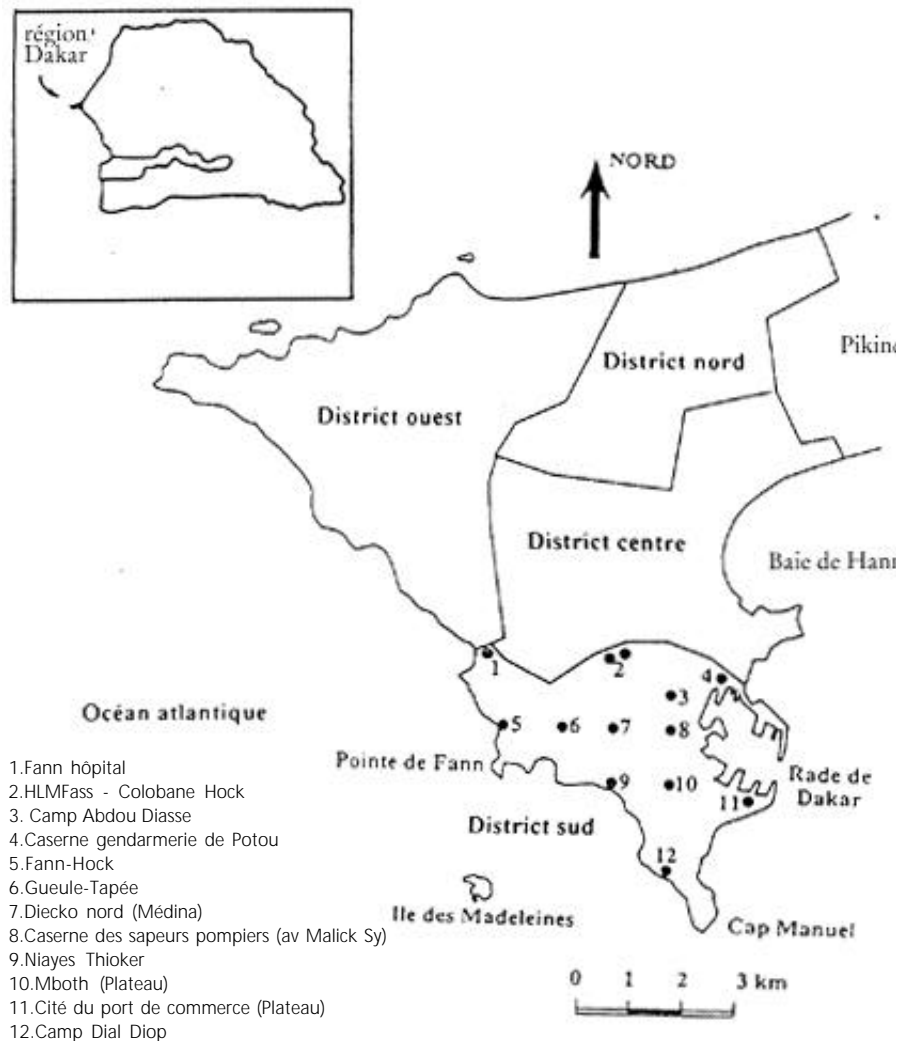 région
Dakar
NORD
Pikin
District nord
District ouest
District centre
Baie de Hann
1
2
4
3
Océan atlantique
5
6
7
8
Pointe de Fann
Rade de
Dakar
9
10
11
District sud
12
Ile des Madeleines
Cap Manuel
0 1 2 3 km
1.Fann hôpital
2.HLMFass - Colobane Hock
3. Camp Abdou Diasse
4.Caserne gendarmerie de Potou
5.Fann-Hock
6.Gueule-Tapée
7.Diecko nord (Médina)
8.Caserne des sapeurs pompiers (av Malick Sy)
9.Niayes Thioker
10.Mboth (Plateau)
11.Cité du port de commerce (Plateau)
12.Camp Dial Diop